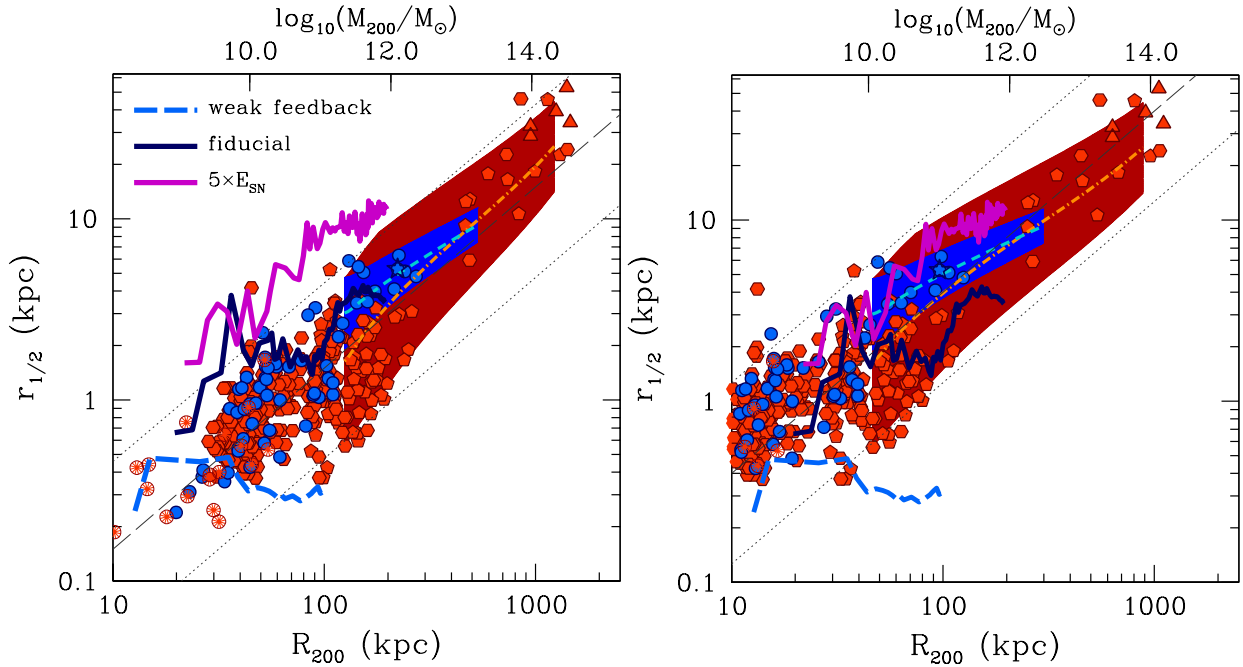 log₁₀(M₂₀₀/M☉)
10.0 12.0 14.0
weak feedback
fiducial
5×E_SN
10
1
0.1
r₁/₂ (kpc)
10 100 1000
R₂₀₀ (kpc)
log₁₀(M₂₀₀/M☉)
10.0 12.0 14.0
10
1
0.1
r₁/₂ (kpc)
10 100 1000
R₂₀₀ (kpc)